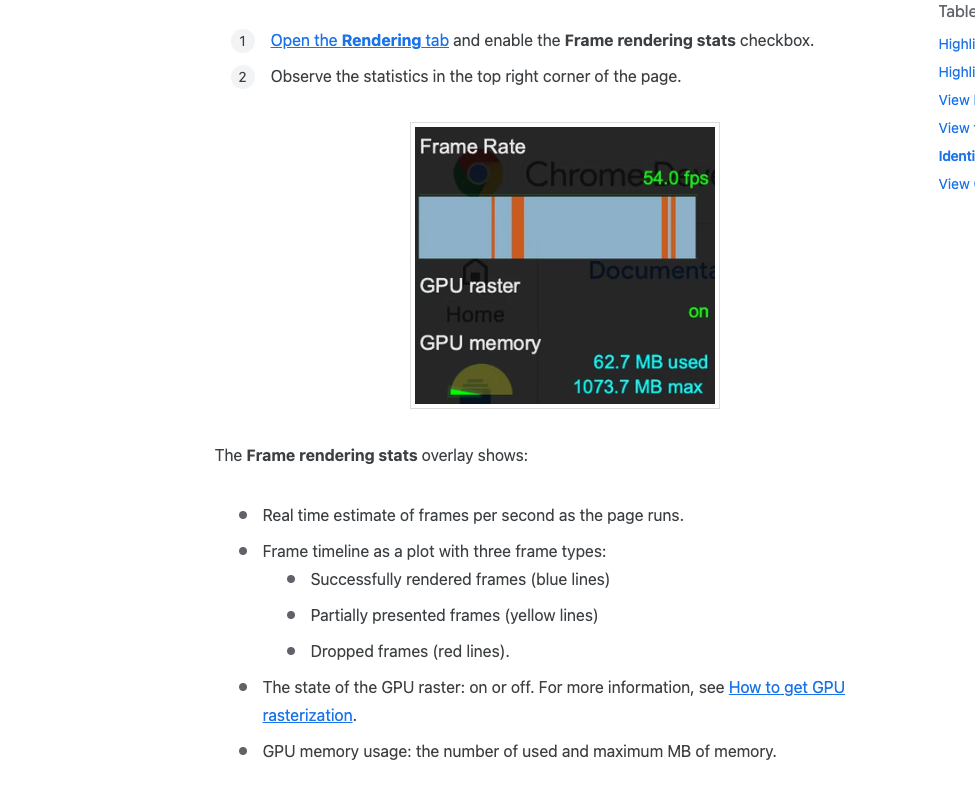 Table
Highli
1 Open the Rendering tab and enable the Frame rendering stats checkbox.
Highli
2 Observe the statistics in the top right corner of the page.
View
View
Identi
View
Frame Rate
Chrome Deve
54.0 fps
Documenta
GPU raster
on
Home
GPU memory
62.7 MB used
1073.7 MB max
The Frame rendering stats overlay shows:
Real time estimate of frames per second as the page runs.
Frame timeline as a plot with three frame types:
Successfully rendered frames (blue lines)
Partially presented frames (yellow lines)
Dropped frames (red lines).
The state of the GPU raster: on or off. For more information, see How to get GPU
rasterization.
GPU memory usage: the number of used and maximum MB of memory.